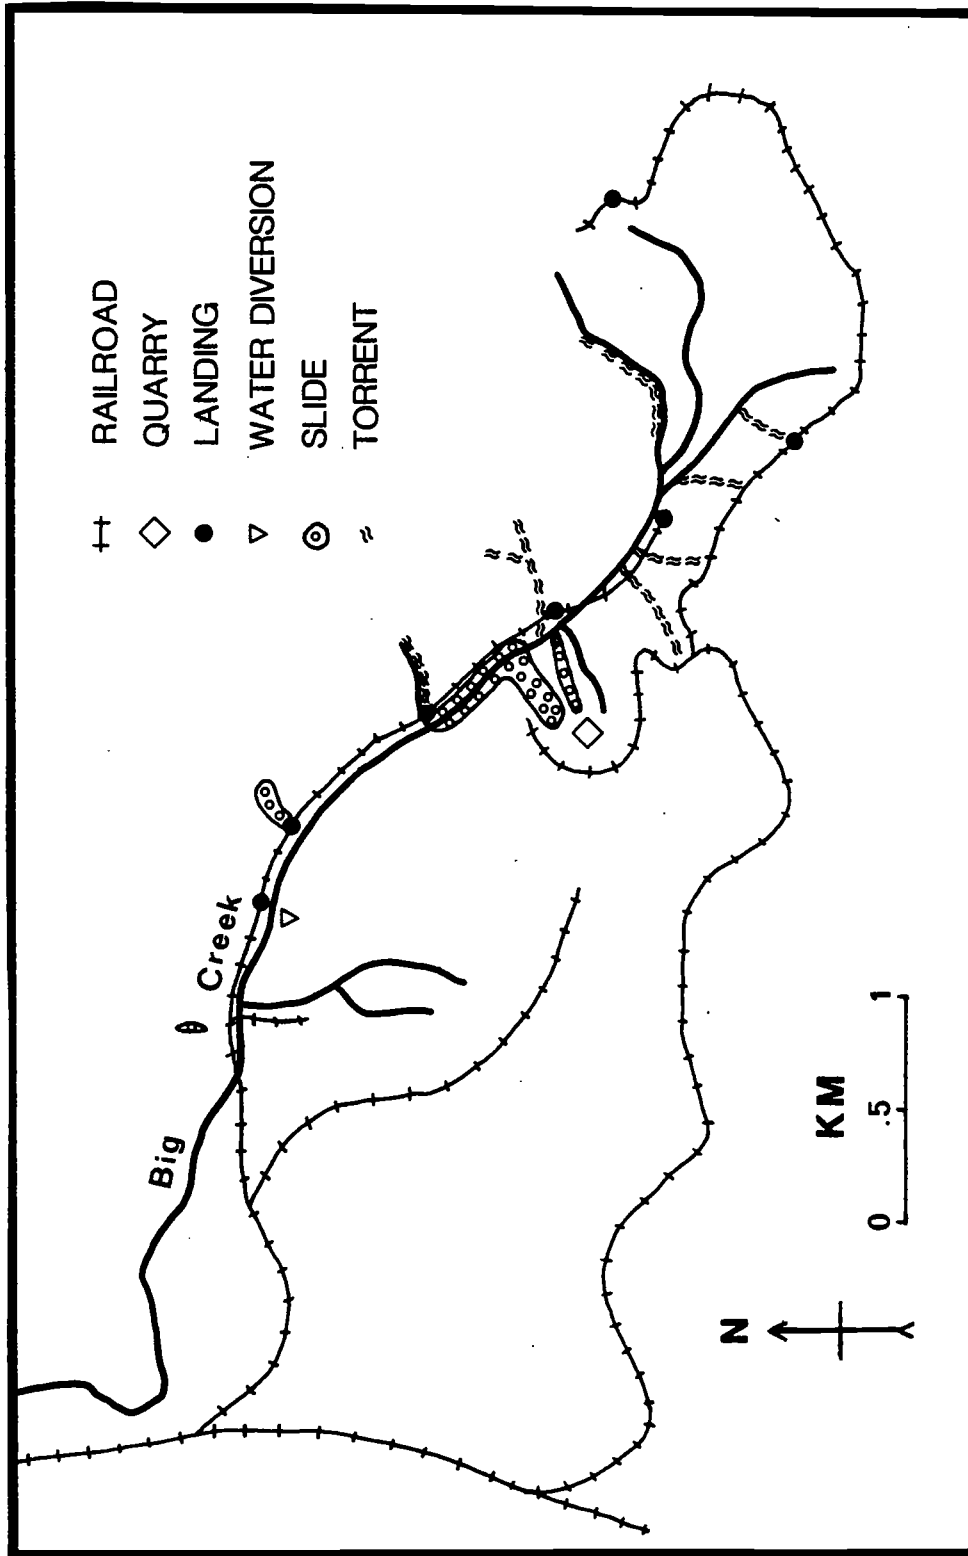 RAILROAD
QUARRY
LANDING
WATER DIVERSION
SLIDE
TORRENT
Big Creek
N
KM
0 .5 1